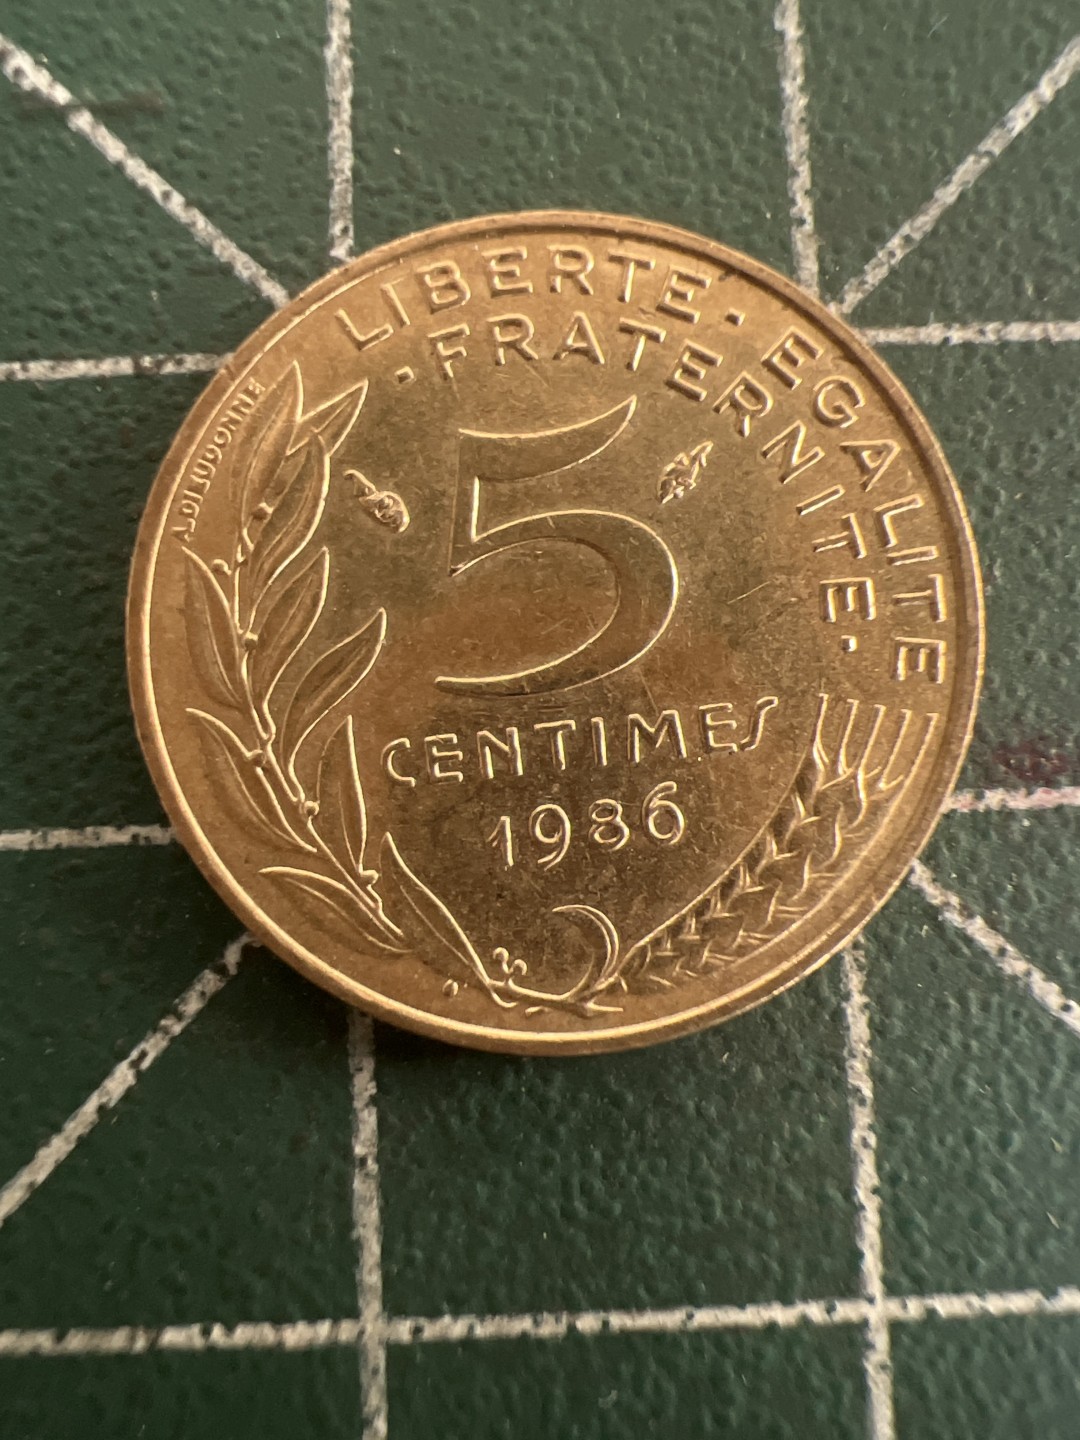 LIBERTE · EGALITE
· FRATERNITE ·
5
CENTIMES
1986